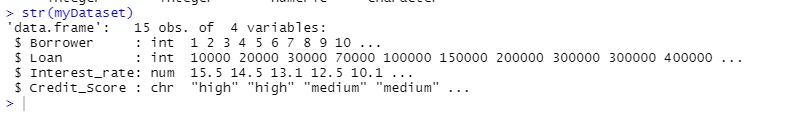 > str(myDataset)
'data.frame':   15 obs. of  4 variables:
 $ Borrower     : int  1 2 3 4 5 6 7 8 9 10 ...
 $ Loan         : int  10000 20000 30000 70000 100000 150000 200000 300000 300000 400000 ...
 $ Interest_rate: num  15.5 14.5 13.1 12.5 10.1 ...
 $ Credit_Score : chr  "high" "high" "medium" "medium" ...
>